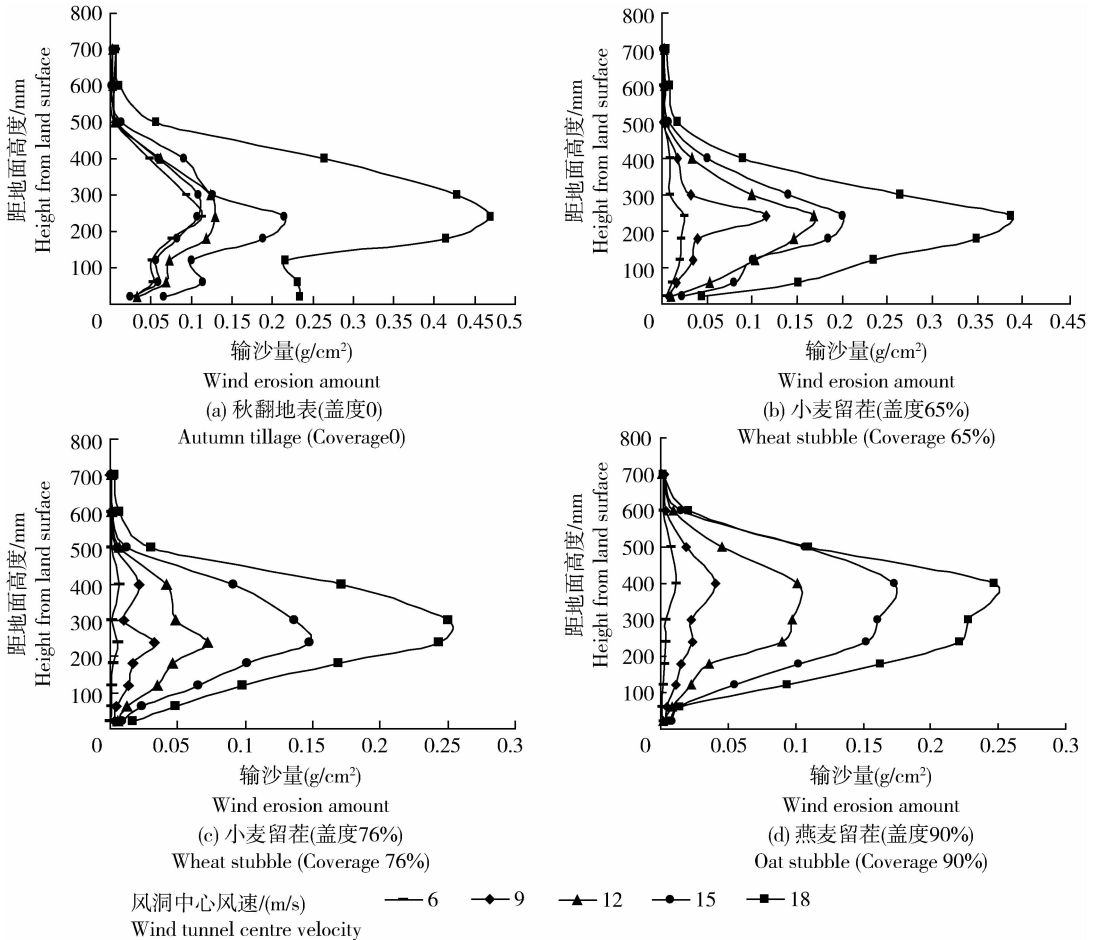 800
700
600
500
400
300
200
100
距地面高度/mm
Height from land surface
0 0.05 0.15 0.15 0.2 0.25 0.3 0.35 0.4 0.45 0.5
输沙量(g/cm²)
Wind erosion amount
(a) 秋翻地表(盖度0)
Autumn tillage (Coverage0)
800
700
600
500
400
300
200
100
距地面高度/mm
Height from land surface
0 0.05 0.1 0.15 0.2 0.25 0.3 0.35 0.4 0.45
输沙量(g/cm²)
Wind erosion amount
(b) 小麦留茬(盖度65%)
Wheat stubble (Coverage 65%)
800
700
600
500
400
300
200
100
距地面高度/mm
Height from land surface
0 0.05 0.1 0.15 0.2 0.25 0.3
输沙量(g/cm²)
Wind erosion amount
(c) 小麦留茬(盖度76%)
Wheat stubble (Coverage 76%)
800
700
600
500
400
300
200
100
距地面高度/mm
Height from land surface
0 0.05 0.1 0.15 0.2 0.25 0.3
输沙量(g/cm²)
Wind erosion amount
(d) 燕麦留茬(盖度90%)
Oat stubble (Coverage 90%)
风洞中心风速/(m/s) 6 9 12 15 18
Wind tunnel centre velocity